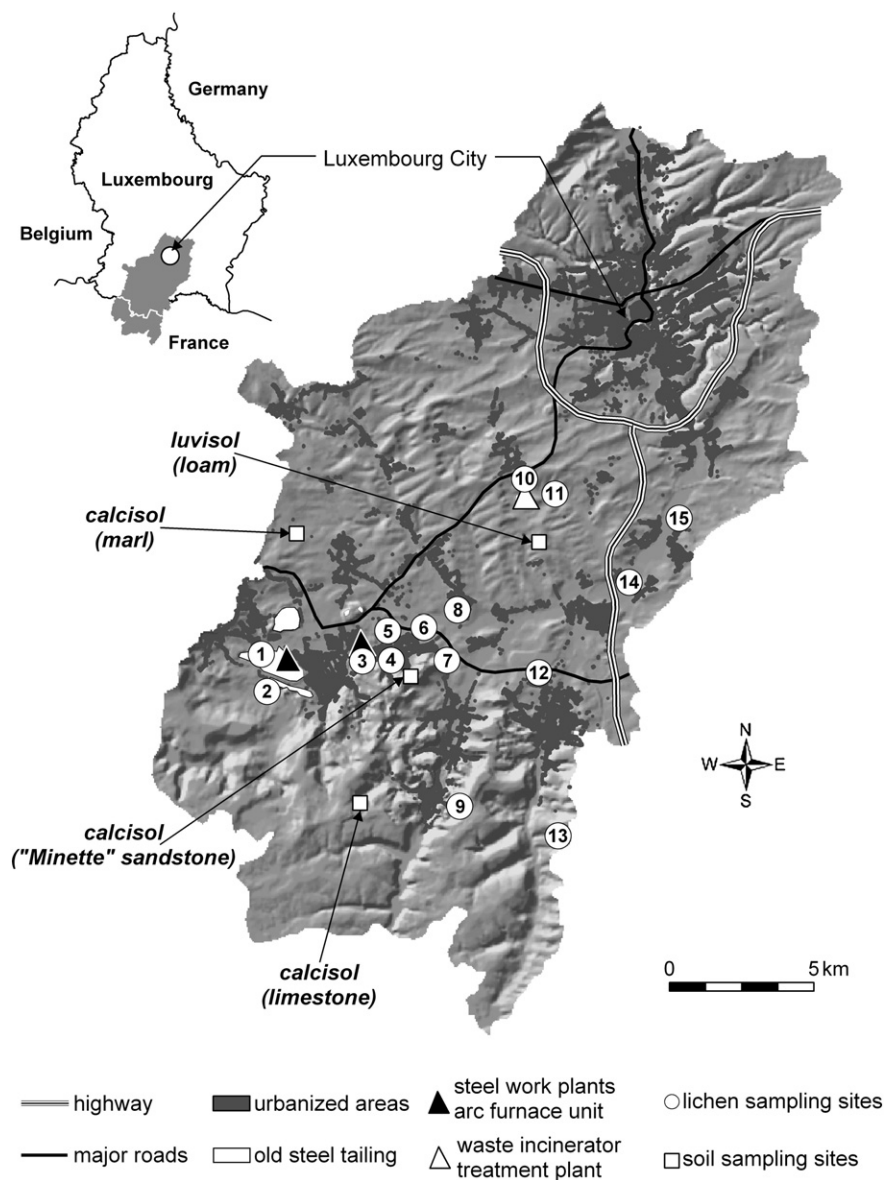 Germany
Luxembourg City
Luxembourg
Belgium
France
luvisol
(loam)
calcisol
(marl)
10
11
15
14
8
5
6
1
3
4
7
2
12
N
W
E
S
9
13
calcisol
("Minette" sandstone)
calcisol
(limestone)
0
5 km
highway
urbanized areas
steel work plants
arc furnace unit
lichen sampling sites
major roads
old steel tailing
waste incinerator
treatment plant
soil sampling sites